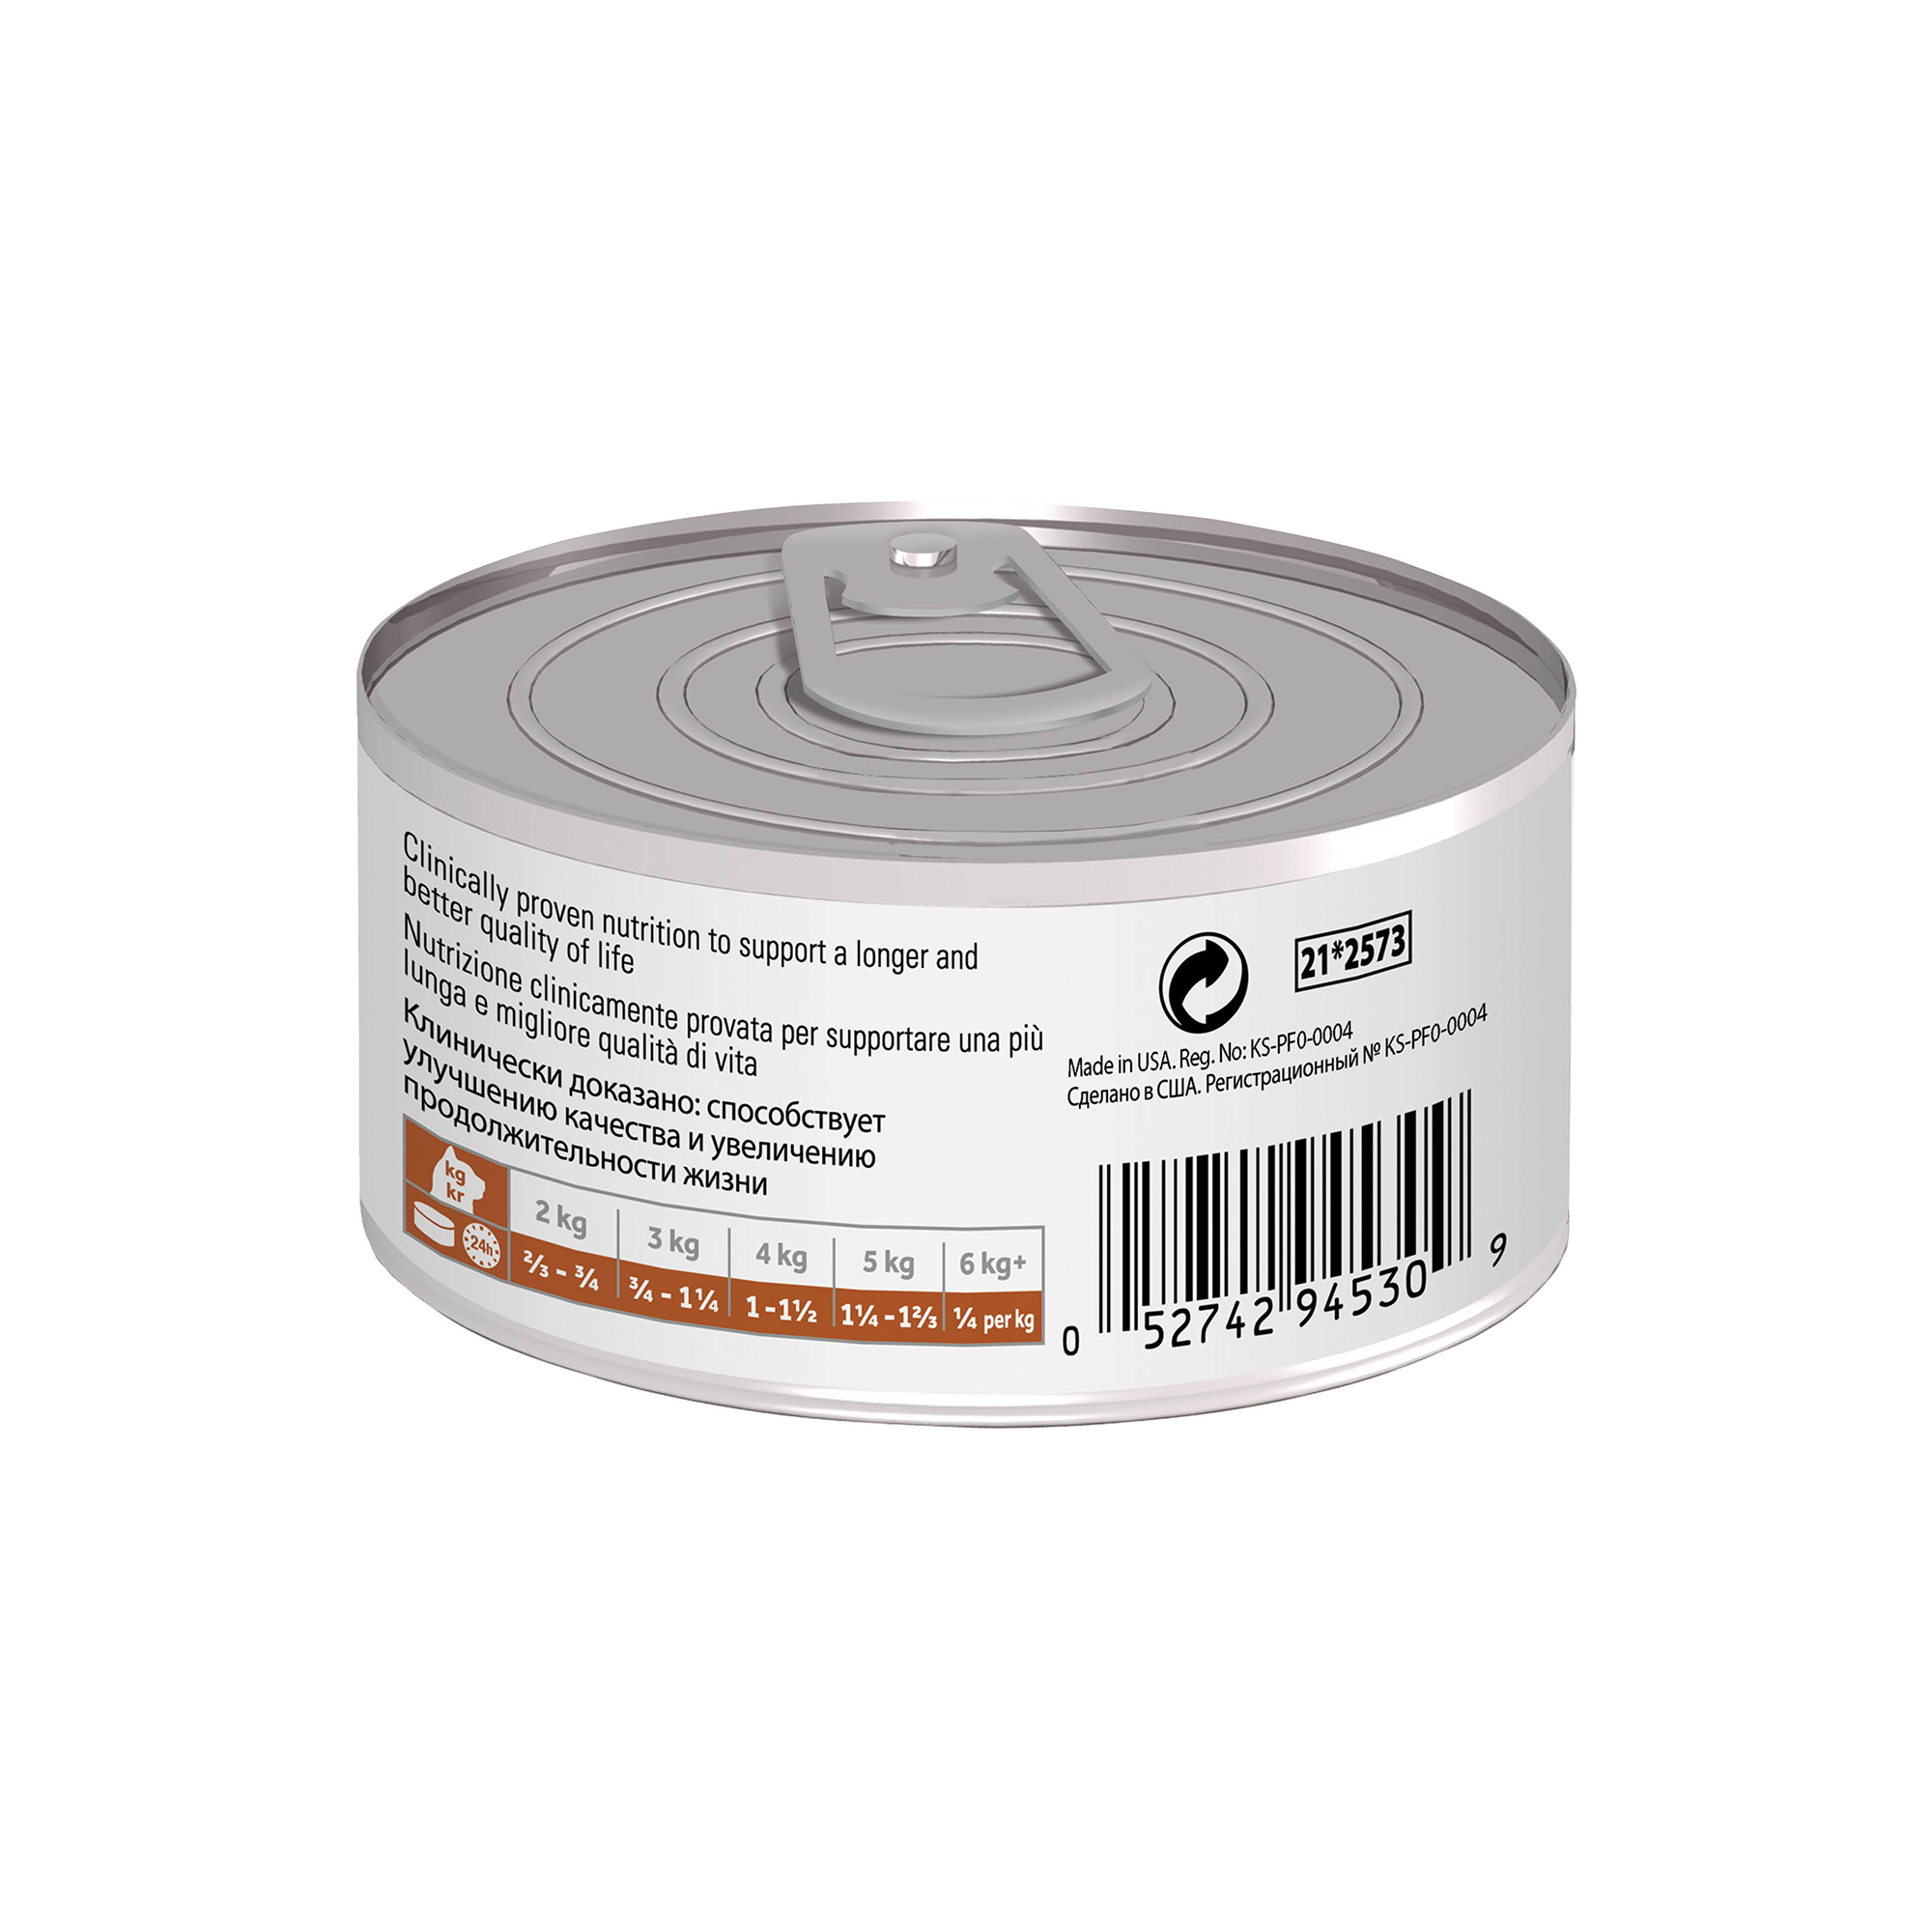 Clinically proven nutrition to support a longer and
better quality of life
Nutrizione clinicamente provata per supportare una più
lunga e migliore qualità di vita
Клинически доказано: способствует
улучшению качества и увеличению
продолжительности жизни
kg
kr
24h
2 kg 3 kg 4 kg 5 kg 6 kg+
⅔ - ¾ ¾ - 1¼ 1 - 1½ 1¼ - 1⅔ ¼ per kg
21*2573
Made in USA. Reg. No: KS-PF0-0004
Сделано в США. Регистрационный № KS-PF0-0004
0 52742 94530 9